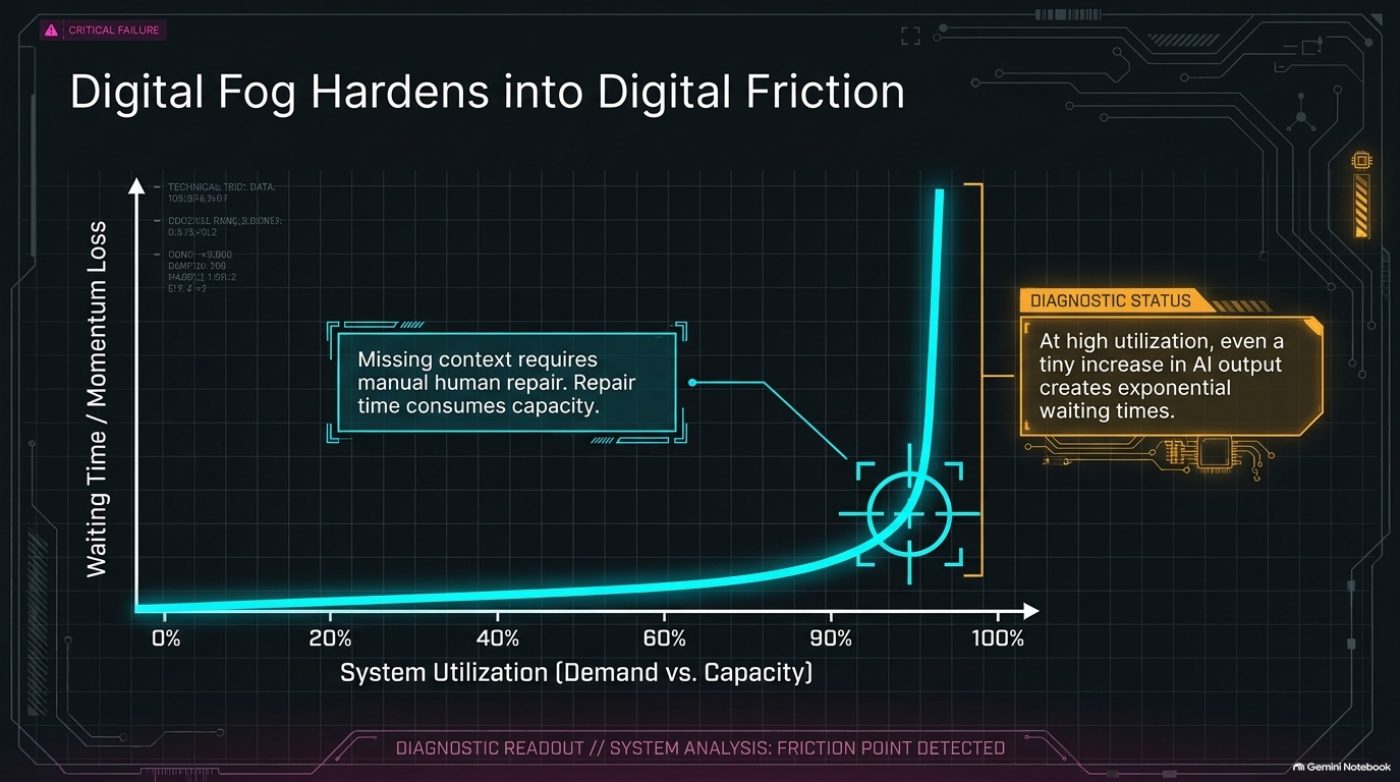 CRITICAL FAILURE
Digital Fog Hardens into Digital Friction
Waiting Time / Momentum Loss
Missing context requires
manual human repair. Repair
time consumes capacity.
DIAGNOSTIC STATUS
At high utilization, even a
tiny increase in AI output
creates exponential
waiting times.
0% 20% 40% 60% 90% 100%
System Utilization (Demand vs. Capacity)
DIAGNOSTIC READOUT // SYSTEM ANALYSIS: FRICTION POINT DETECTED
Gemini Notebook